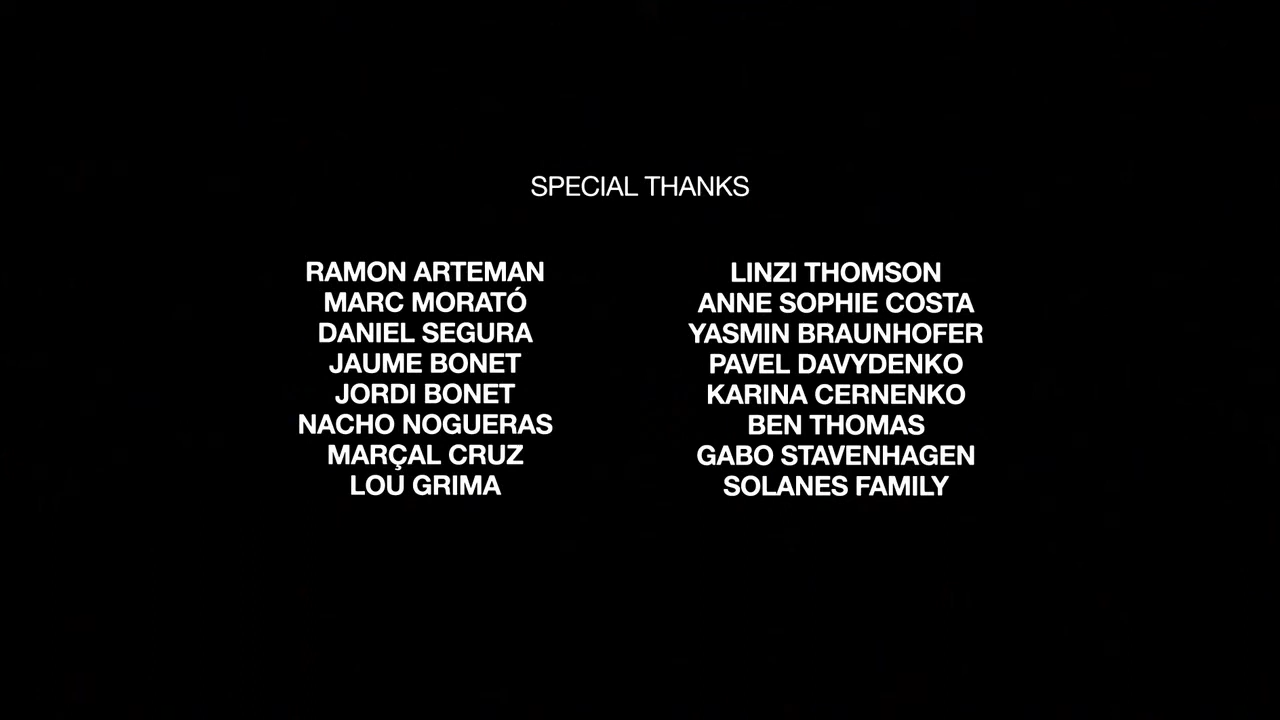 SPECIAL THANKS
RAMON ARTEMAN
MARC MORATÓ
DANIEL SEGURA
JAUME BONET
JORDI BONET
NACHO NOGUERAS
MARÇAL CRUZ
LOU GRIMA
LINZI THOMSON
ANNE SOPHIE COSTA
YASMIN BRAUNHOFER
PAVEL DAVYDENKO
KARINA CERNENKO
BEN THOMAS
GABO STAVENHAGEN
SOLANES FAMILY